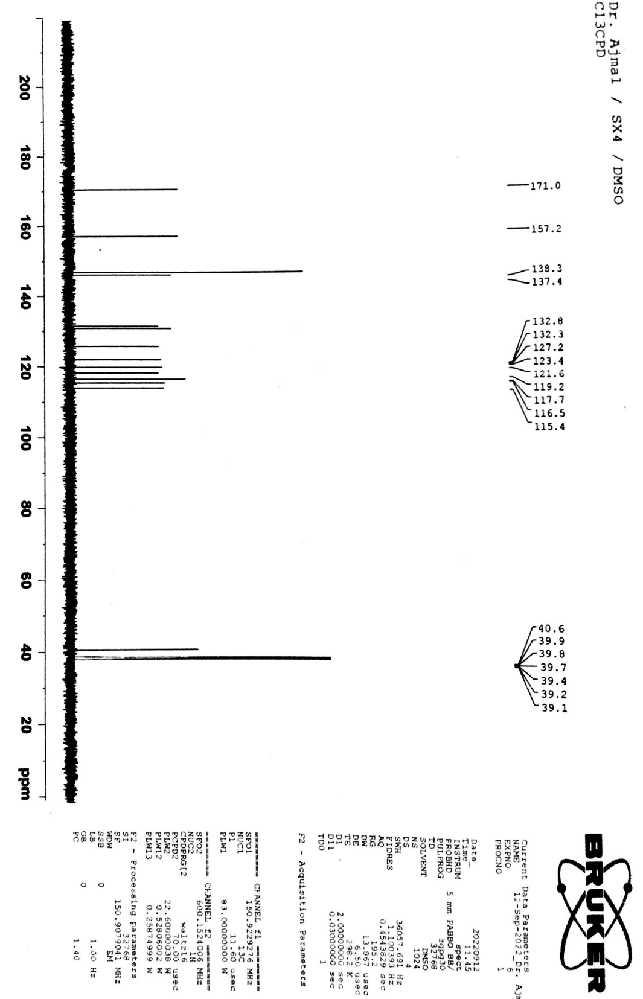 Dr. Ajmal / SX4 / DMSO
C13CPD
171.0
157.2
138.3
137.4
132.8
132.3
127.2
123.4
121.6
119.2
117.7
116.5
115.4
40.6
39.9
39.8
39.7
39.4
39.2
39.1
200 180 160 140 120 100 80 60 40 20 ppm
BRUKER
Current Data Parameters
NAME 12-Sep-2022_Dr. Ajm
EXPNO 6
PROCNO 1
F2 - Acquisition Parameters
Date_ 20220912
Time 11.45
INSTRUM spect
PROBHD 5 mm PABBO BB/
PULPROG zgpg30
TD 32768
SOLVENT DMSO
NS 1024
DS 4
SWH 36057.691 Hz
FIDRES 1.100393 Hz
AQ 0.4543829 sec
RG 195.2
DW 13.867 usec
DE 6.50 usec
TE 298.2 K
D1 2.00000000 sec
D11 0.03000000 sec
TD0 1
======== CHANNEL f1 ========
SFO1 150.9229276 MHz
NUC1 13C
P1 11.60 usec
PLW1 83.00000000 W
======== CHANNEL f2 ========
SFO2 600.1524006 MHz
NUC2 1H
CPDPRG[2 waltz16
PCPD2 70.00 usec
PLW2 22.60000038 W
PLW12 0.52806002 W
PLW13 0.25874999 W
F2 - Processing parameters
SI 32768
SF 150.9079041 MHz
WDW EM
SSB 0
LB 1.00 Hz
GB 0
PC 1.40